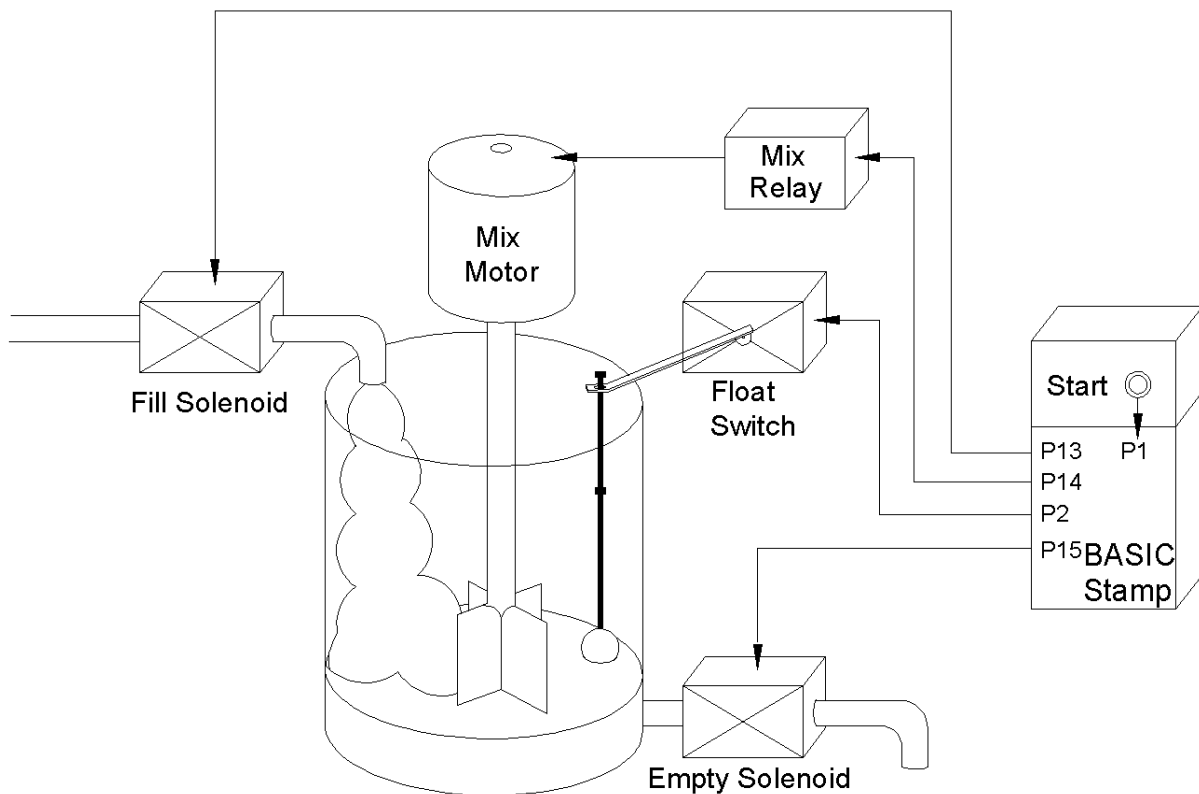 Mix
Relay
Mix
Motor
Fill Solenoid
Float
Switch
Start
P13 P1
P14
P2
P15 BASIC
Stamp
Empty Solenoid